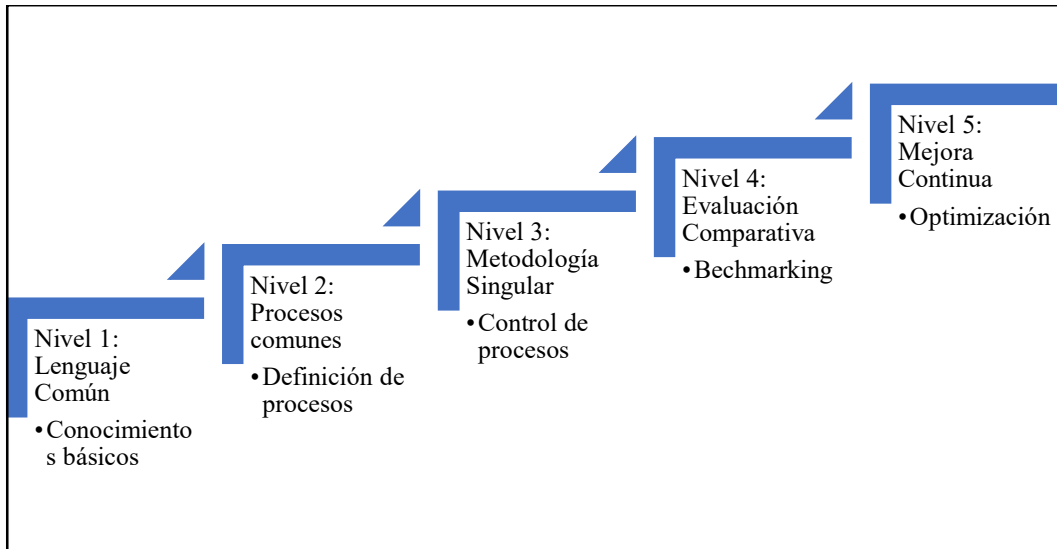 Nivel 1:
Lenguaje
Común
•Conocimiento
s básicos
Nivel 2:
Procesos
comunes
•Definición de
procesos
Nivel 3:
Metodología
Singular
•Control de
procesos
Nivel 4:
Evaluación
Comparativa
•Bechmarking
Nivel 5:
Mejora
Continua
•Optimización